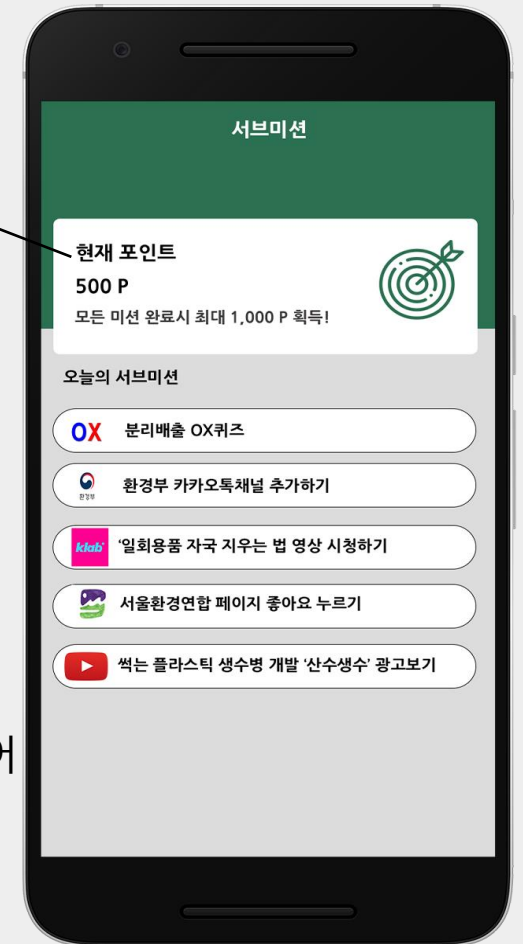 서브미션
현재 포인트
500 P
모든 미션 완료시 최대 1,000 P 획득!
오늘의 서브미션
OX 분리배출 OX퀴즈
환경부 환경부 카카오톡채널 추가하기
klab '일회용품 자국 지우는 법 영상 시청하기
서울환경연합 페이지 좋아요 누르기
썩는 플라스틱 생수병 개발 '산수생수' 광고보기
어